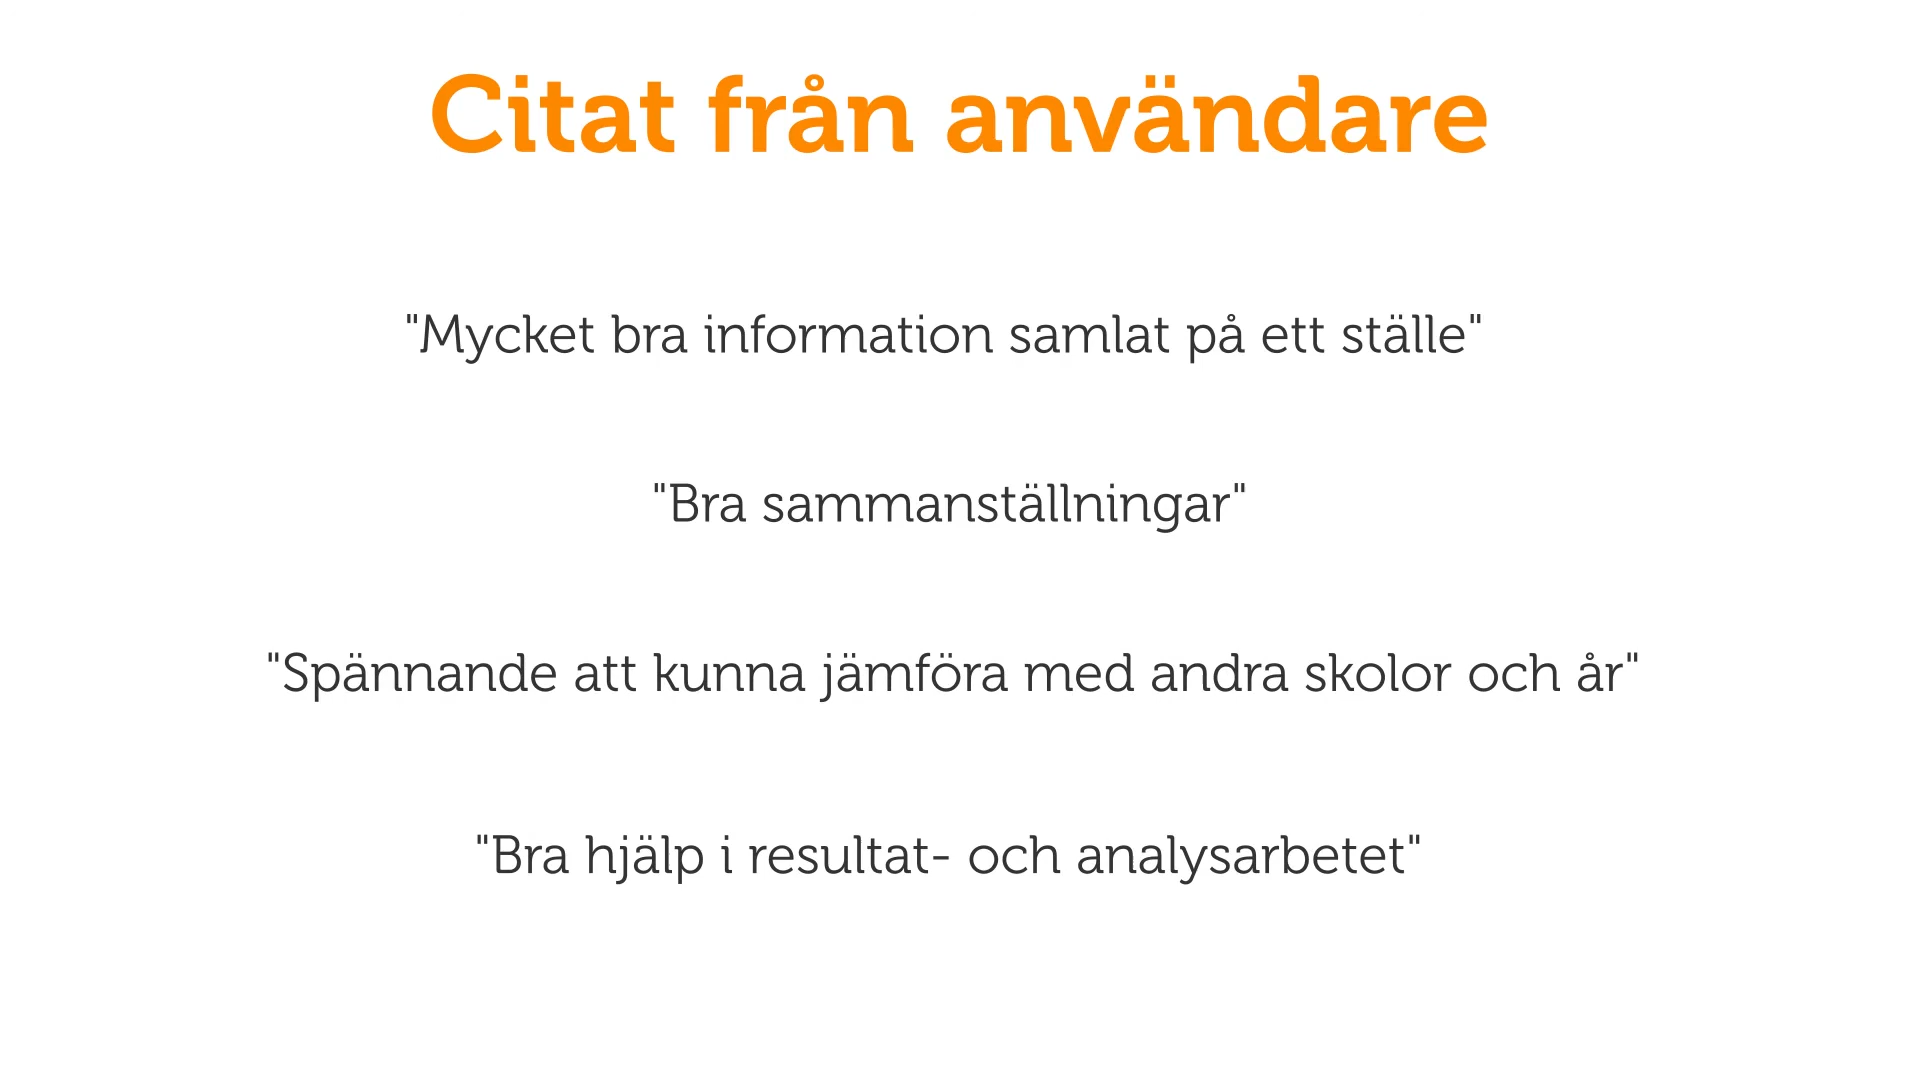 Citat från användare
"Mycket bra information samlat på ett ställe"
"Bra sammanställningar"
"Spännande att kunna jämföra med andra skolor och år"
"Bra hjälp i resultat- och analysarbetet"